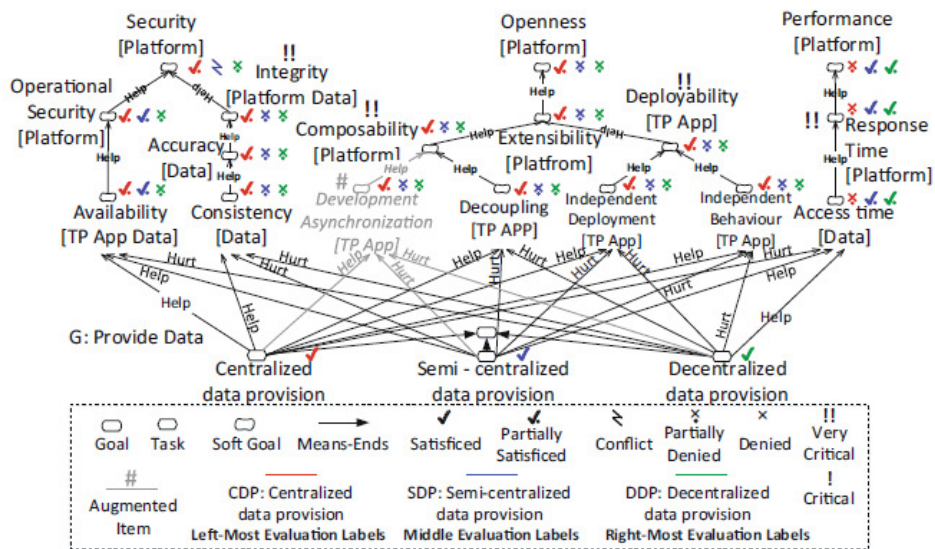 Security
[Platform]
Openness
[Platform]
Performance
[Platform]
!!
Integrity
[Platform Data]
Operational
Security
[Platform]
Help
Help
Help
!!
Deployability
[TP App]
!!
Composability
[Platform]
Help
Help
Extensibility
[Platfrom]
!!
Response
Time
[Platform]
Help
Accuracy
[Data]
Help
Help
Help
Help
Help
Help
Help
Help
#
Development
Asynchronization
[TP App]
Availability
[TP App Data]
Consistency
[Data]
Decoupling
[TP APP]
Independent
Deployment
[TP App]
Independent
Behaviour
[TP App]
Access time
[Data]
Help
Hurt
Help
Hurt
Hurt
Help
Hurt
Hurt
Help
Hurt
Hurt
Help
Hurt
Hurt
Help
Hurt
Hurt
Hurt
Help
Help
G: Provide Data
Centralized
data provision
Semi - centralized
data provision
Decentralized
data provision
Goal
Task
Soft Goal
Means-Ends
Satisficed
Partially
Satisficed
Conflict
Partially
Denied
Denied
!!
Very
Critical
#
Augmented
Item
CDP: Centralized
data provision
Left-Most Evaluation Labels
SDP: Semi-centralized
data provision
Middle Evaluation Labels
DDP: Decentralized
data provision
Right-Most Evaluation Labels
!
Critical